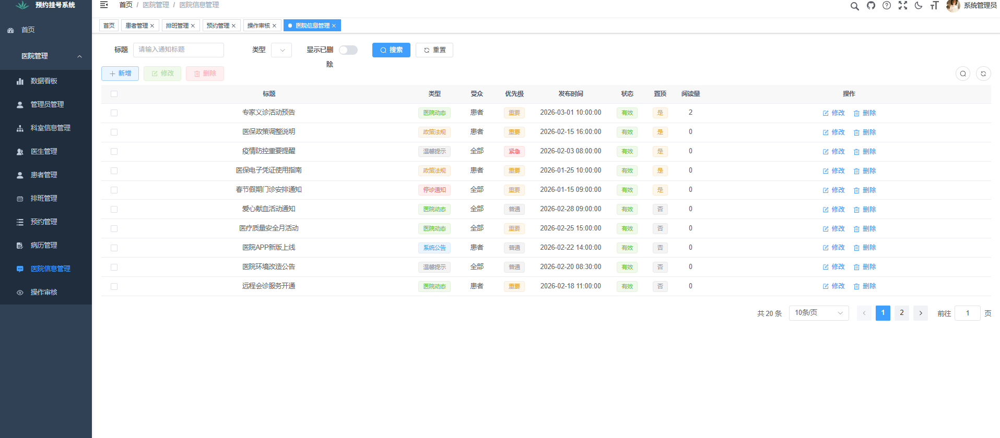 预约挂号系统
首页 / 医院管理 / 医院信息管理
系统管理员
首页
医院管理
数据看板
管理员管理
科室信息管理
医生管理
患者管理
排班管理
预约管理
病历管理
医院信息管理
操作审核
首页 患者管理 × 排班管理 × 预约管理 × 操作审核 × 医院信息管理 ×
标题 请输入通知标题 类型 显示已删除 搜索 重置
新增 修改 删除
标题 类型 受众 优先级 发布时间 状态 置顶 阅读量 操作
专家义诊活动预告 医院动态 患者 重要 2026-03-01 10:00:00 有效 是 2 修改 删除
医保政策调整说明 政策法规 患者 重要 2026-02-15 16:00:00 有效 是 0 修改 删除
疫情防控重要提醒 温馨提示 全部 紧急 2026-02-03 08:00:00 有效 是 0 修改 删除
医保电子凭证使用指南 政策法规 患者 重要 2026-01-25 10:00:00 有效 是 0 修改 删除
春节假期门诊安排通知 停诊通知 全部 重要 2026-01-15 09:00:00 有效 是 0 修改 删除
爱心献血活动通知 医院动态 全部 普通 2026-02-28 09:00:00 有效 否 0 修改 删除
医疗质量安全月活动 医院动态 全部 重要 2026-02-25 15:00:00 有效 否 0 修改 删除
医院APP新版上线 系统公告 患者 普通 2026-02-22 14:00:00 有效 否 0 修改 删除
医院环境改造公告 温馨提示 全部 普通 2026-02-20 08:30:00 有效 否 0 修改 删除
远程会诊服务开通 医院动态 患者 重要 2026-02-18 11:00:00 有效 否 0 修改 删除
共 20 条 10条/页 1 2 前往 1 页